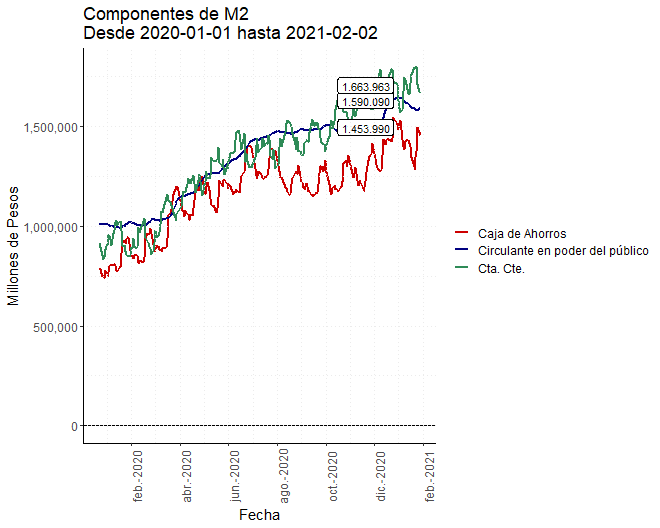 Componentes de M2
Desde 2020-01-01 hasta 2021-02-02
Millones de Pesos
1,500,000
1,000,000
500,000
0
1.663.963
1.590.090
1.453.990
feb.-2020
abr.-2020
jun.-2020
ago.-2020
oct.-2020
dic.-2020
feb.-2021
Fecha
Caja de Ahorros
Circulante en poder del público
Cta. Cte.